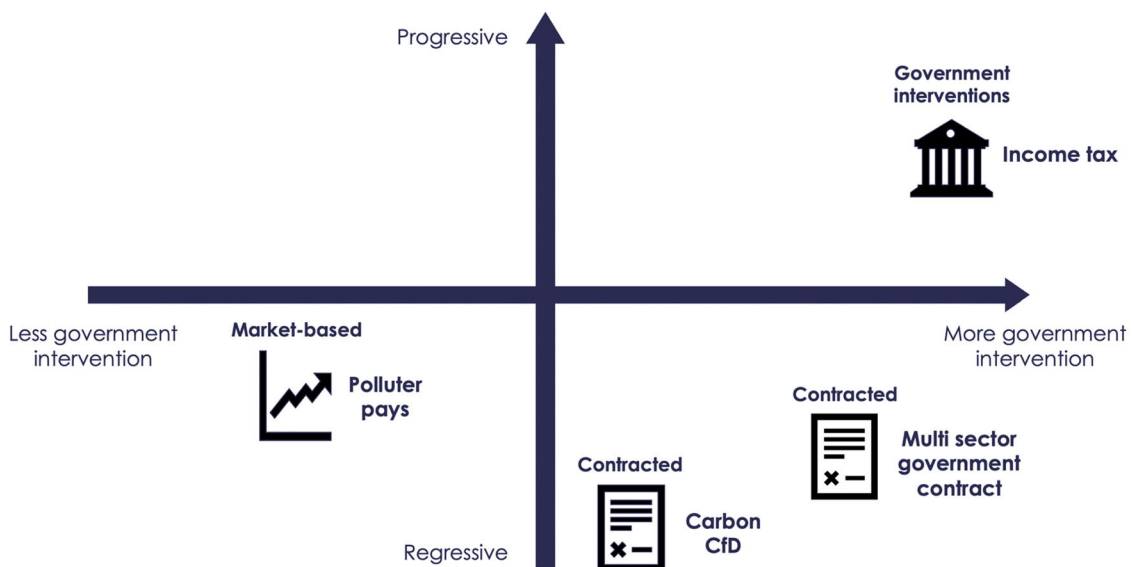 Progressive
Government
interventions
Income tax
Less government
intervention
Market-based
Polluter
pays
More government
intervention
Contracted
Multi sector
government
contract
Contracted
Carbon
CfD
Regressive